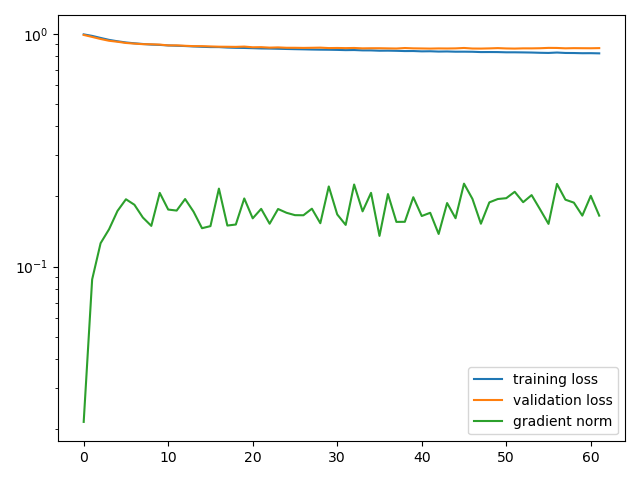 10⁰
10⁻¹
0 10 20 30 40 50 60
training loss
validation loss
gradient norm